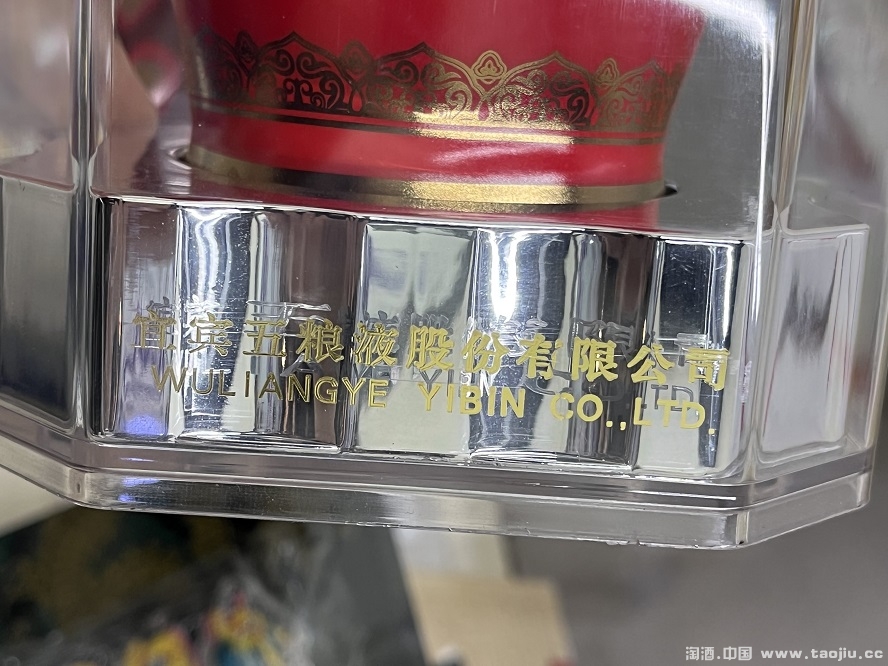 宜宾五粮液股份有限公司
WULIANGYE YIBIN CO.,LTD.
淘酒.中国 www.taojiu.cc